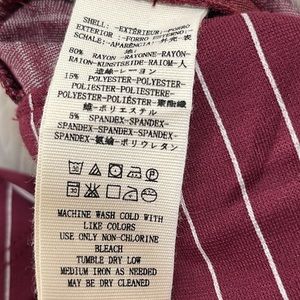 SHELL: -EXTÉRIEUR:
EXTERIOR: -FORRO EXTERNO:
SCHALE: -APARÊNCIA:
80% RAYON-RAYONNE-RAYÓN-
RAION-KUNSTSEIDE-RAIOM-人
造絲-レーヨン
15% POLYESTER-POLYESTER-
POLIÉSTER-POLIESTERE-
POLYESTER-POLIÉSTER-聚酯纖
維-ポリエステル
5% SPANDEX-SPANDEX-
SPANDEX-SPANDEX-SPANDEX-
SPANDEX-氨綸-ポリウレタン
MACHINE WASH COLD WITH
LIKE COLORS
USE ONLY NON-CHLORINE
BLEACH
TUMBLE DRY LOW
MEDIUM IRON AS NEEDED
MAY BE DRY CLEANED